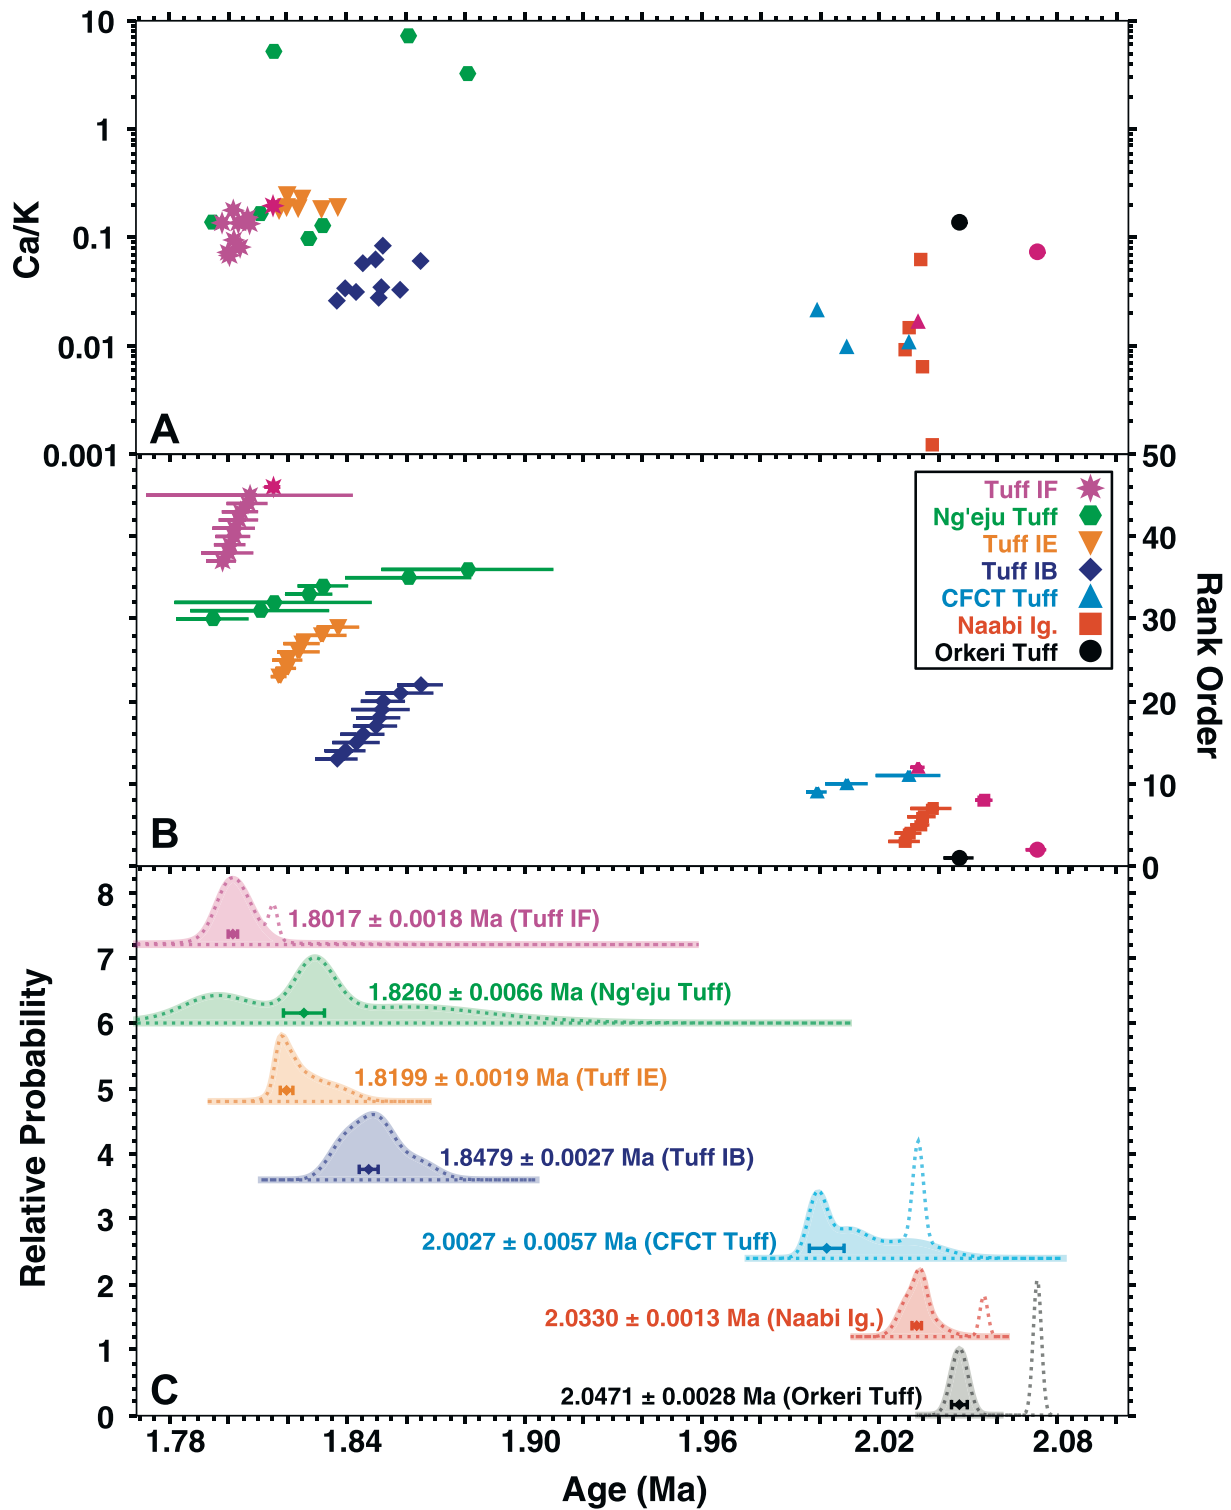 10
1
0.1
0.01
0.001
Ca/K
A
50
40
30
20
10
0
Rank Order
Tuff IF
Ng'eju Tuff
Tuff IE
Tuff IB
CFCT Tuff
Naabi Ig.
Orkeri Tuff
B
8
7
6
5
4
3
2
1
0
Relative Probability
1.8017 ± 0.0018 Ma (Tuff IF)
1.8260 ± 0.0066 Ma (Ng'eju Tuff)
1.8199 ± 0.0019 Ma (Tuff IE)
1.8479 ± 0.0027 Ma (Tuff IB)
2.0027 ± 0.0057 Ma (CFCT Tuff)
2.0330 ± 0.0013 Ma (Naabi Ig.)
2.0471 ± 0.0028 Ma (Orkeri Tuff)
C
1.78 1.84 1.90 1.96 2.02 2.08
Age (Ma)